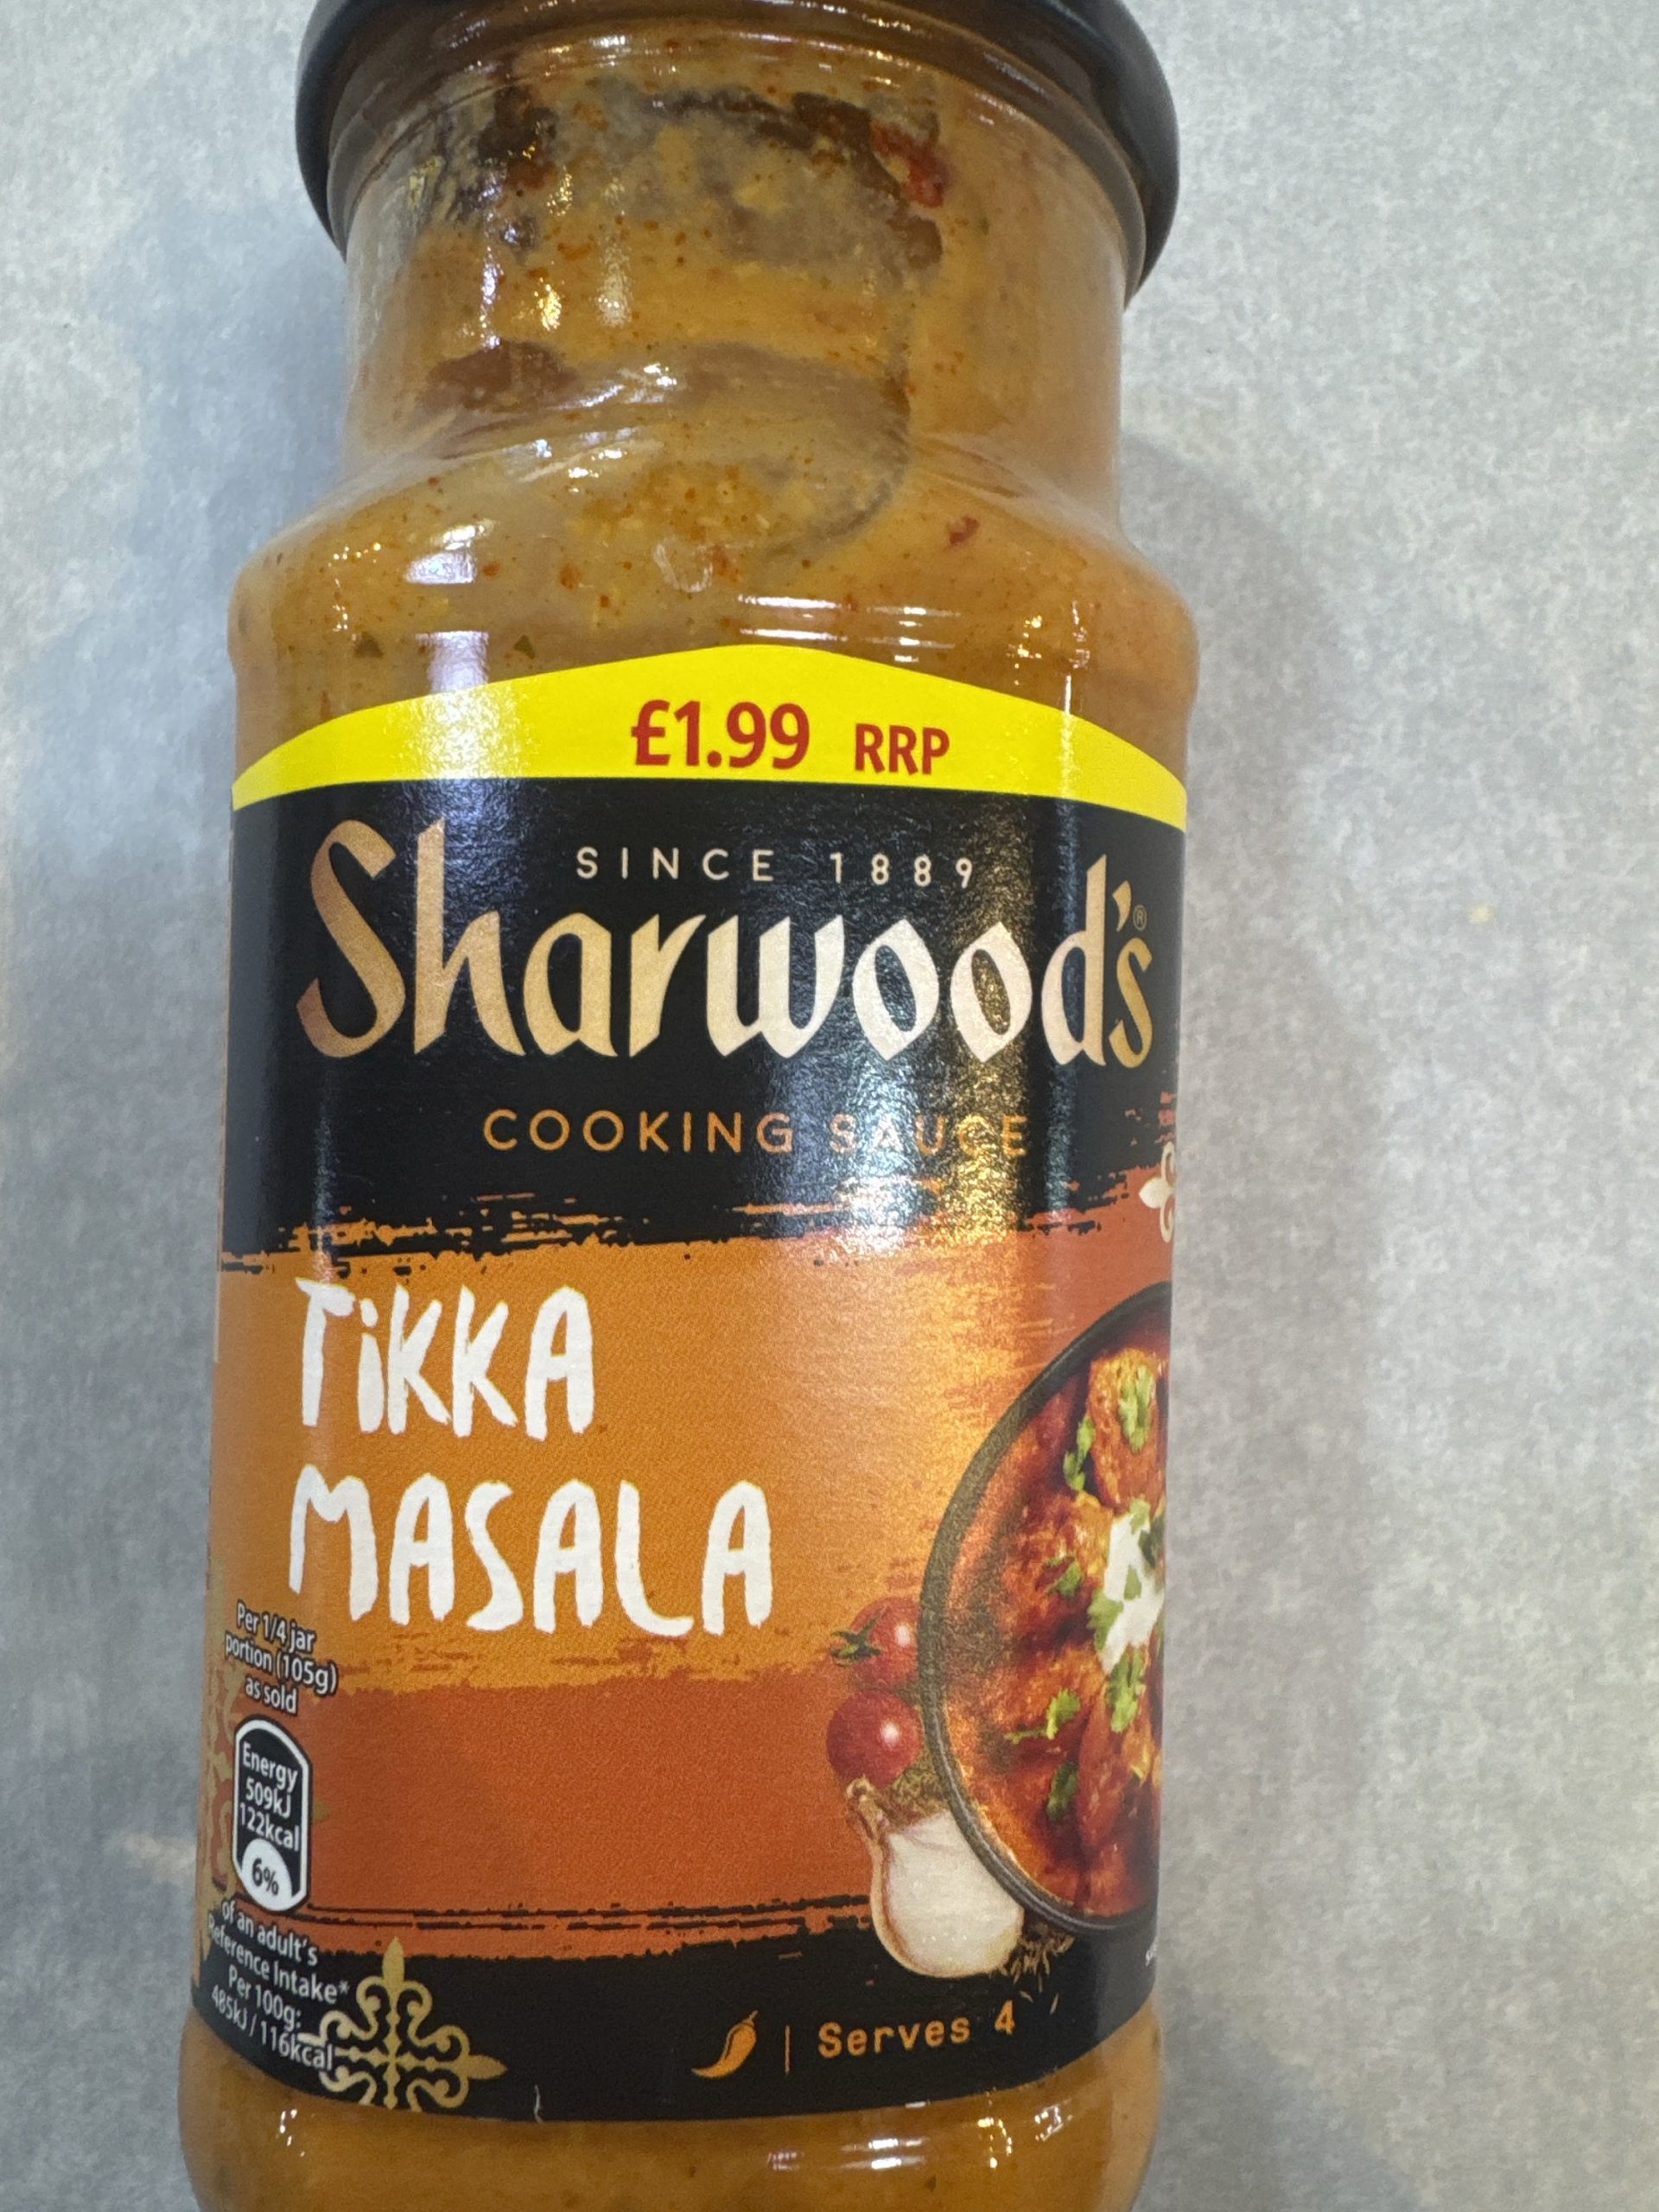 £1.99 RRP
SINCE 1889
Sharwood's®
COOKING SAUCE
TiKKA
MASALA
Per 1/4 jar
portion (105g)
as sold
Energy
509kJ
122kcal
6%
of an adult's
Reference Intake*
Per 100g:
485kJ / 116kcal
| Serves 4